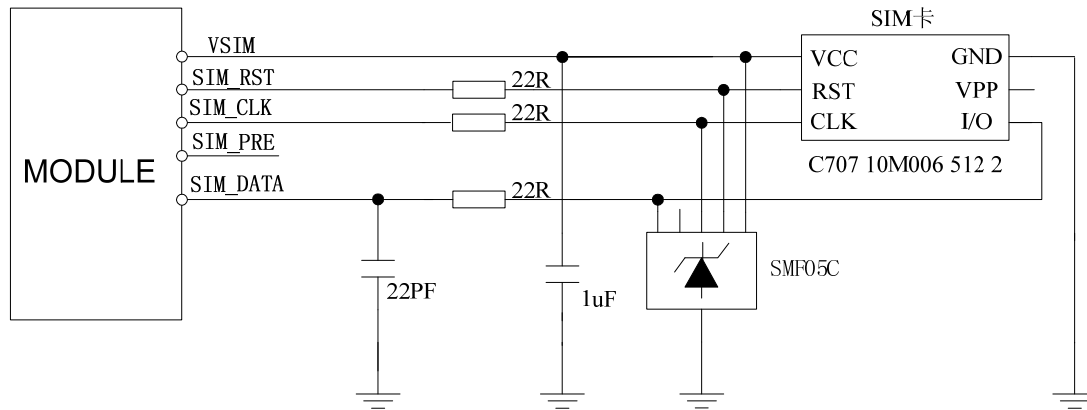 SIM卡
VSIM
SIM_RST
22R
SIM_CLK
22R
SIM_PRE
SIM_DATA
22R
MODULE
VCC
GND
RST
VPP
CLK
I/O
C707 10M006 512 2
SMF05C
22PF
1uF